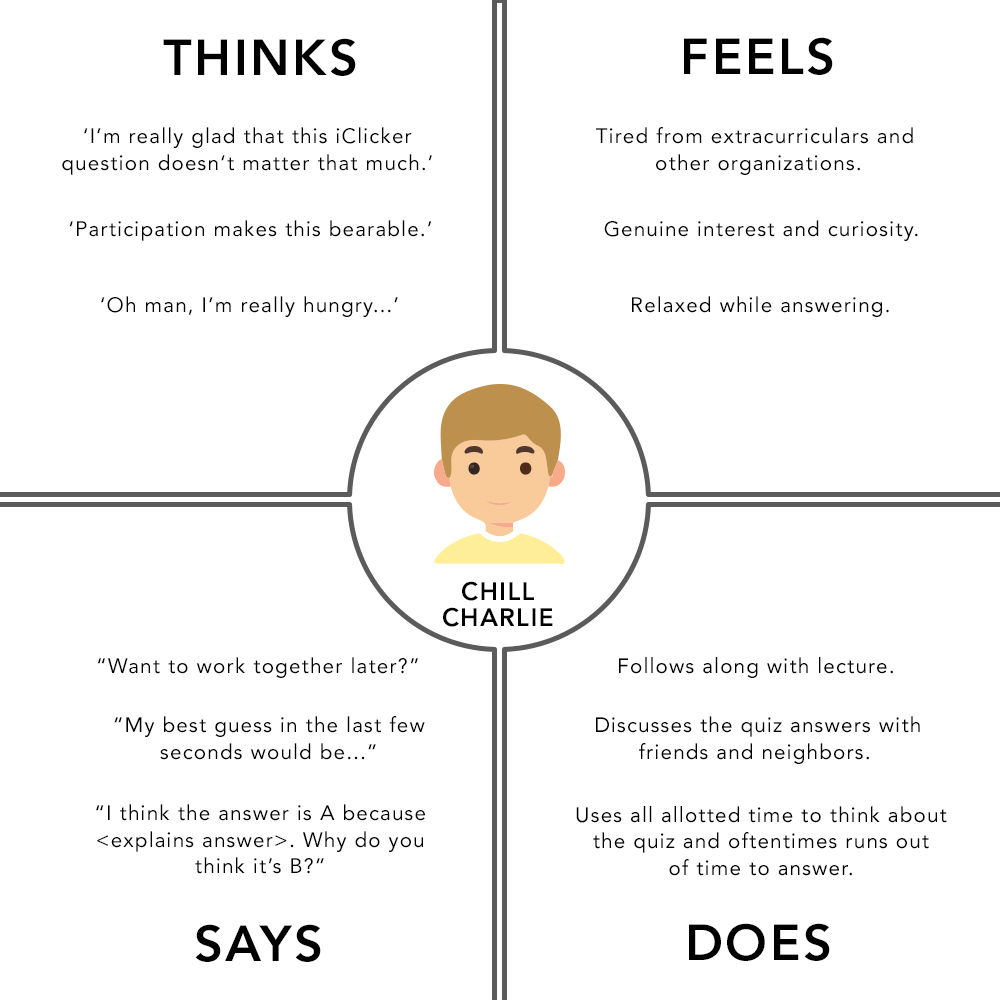 THINKS
‘I’m really glad that this iClicker
question doesn’t matter that much.’
‘Participation makes this bearable.’
‘Oh man, I’m really hungry...’
FEELS
Tired from extracurriculars and
other organizations.
Genuine interest and curiosity.
Relaxed while answering.
CHILL
CHARLIE
“Want to work together later?”
“My best guess in the last few
seconds would be...”
“I think the answer is A because
<explains answer>. Why do you
think it’s B?”
SAYS
Follows along with lecture.
Discusses the quiz answers with
friends and neighbors.
Uses all allotted time to think about
the quiz and oftentimes runs out
of time to answer.
DOES